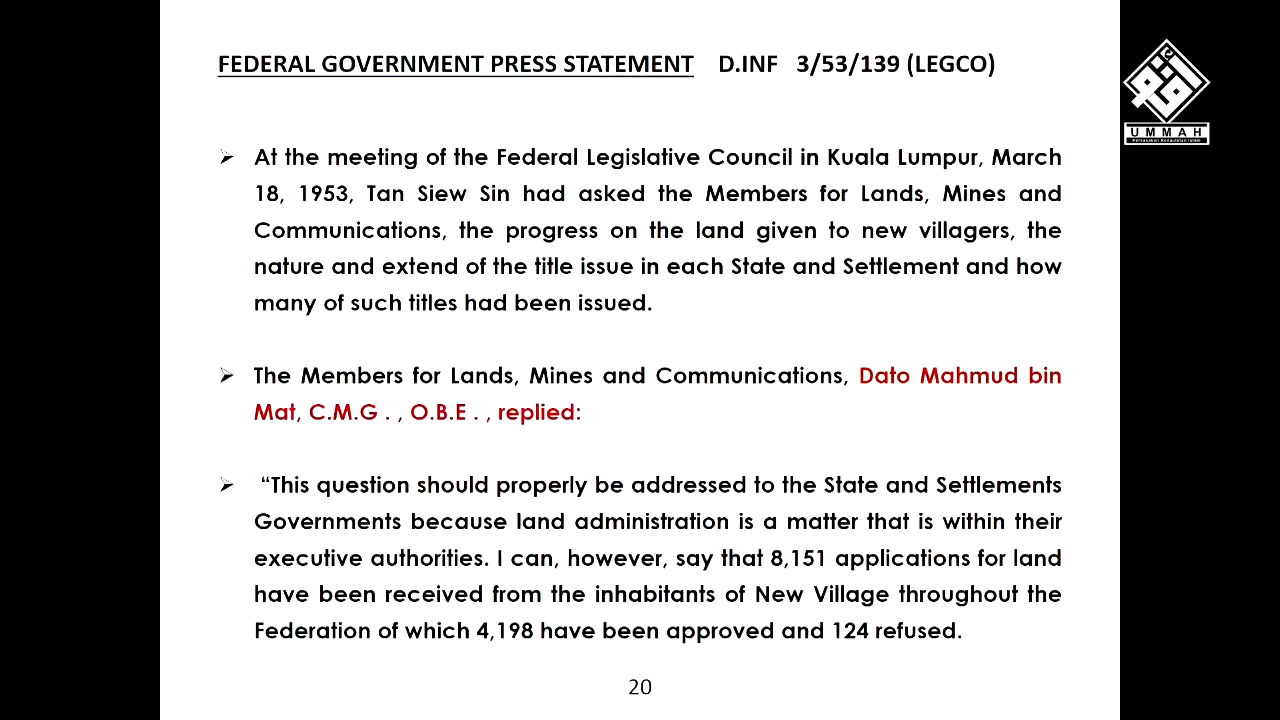 FEDERAL GOVERNMENT PRESS STATEMENT D.INF 3/53/139 (LEGCO)
➢ At the meeting of the Federal Legislative Council in Kuala Lumpur, March
18, 1953, Tan Siew Sin had asked the Members for Lands, Mines and
Communications, the progress on the land given to new villagers, the
nature and extend of the title issue in each State and Settlement and how
many of such titles had been issued.
➢ The Members for Lands, Mines and Communications, Dato Mahmud bin
Mat, C.M.G . , O.B.E . , replied:
➢ “This question should properly be addressed to the State and Settlements
Governments because land administration is a matter that is within their
executive authorities. I can, however, say that 8,151 applications for land
have been received from the inhabitants of New Village throughout the
Federation of which 4,198 have been approved and 124 refused.
20
UMMAH